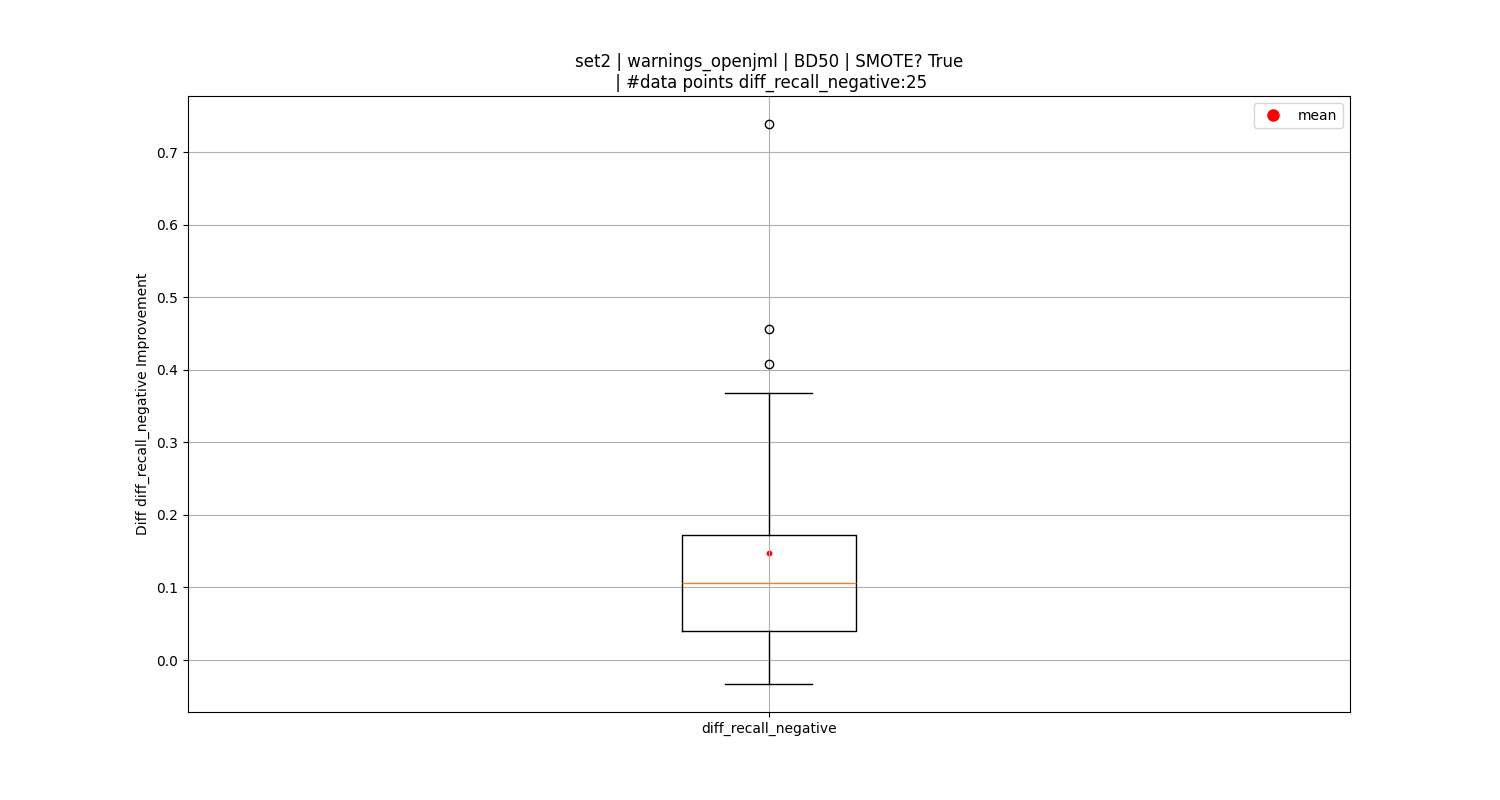 set2 | warnings_openjml | BD50 | SMOTE? True
| #data points diff_recall_negative:25
mean
0.7
0.6
0.5
0.4
0.3
0.2
0.1
0.0
Diff diff_recall_negative Improvement
diff_recall_negative